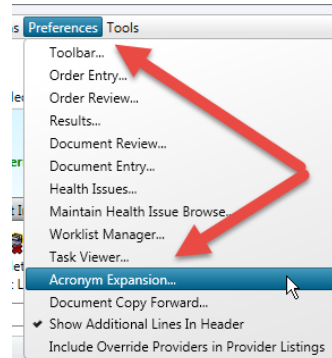 Preferences Tools
Toolbar...
Order Entry...
Order Review...
Results...
Document Review...
Document Entry...
Health Issues...
Maintain Health Issue Browse...
Worklist Manager...
Task Viewer...
Acronym Expansion...
Document Copy Forward...
✔ Show Additional Lines In Header
Include Override Providers in Provider Listings